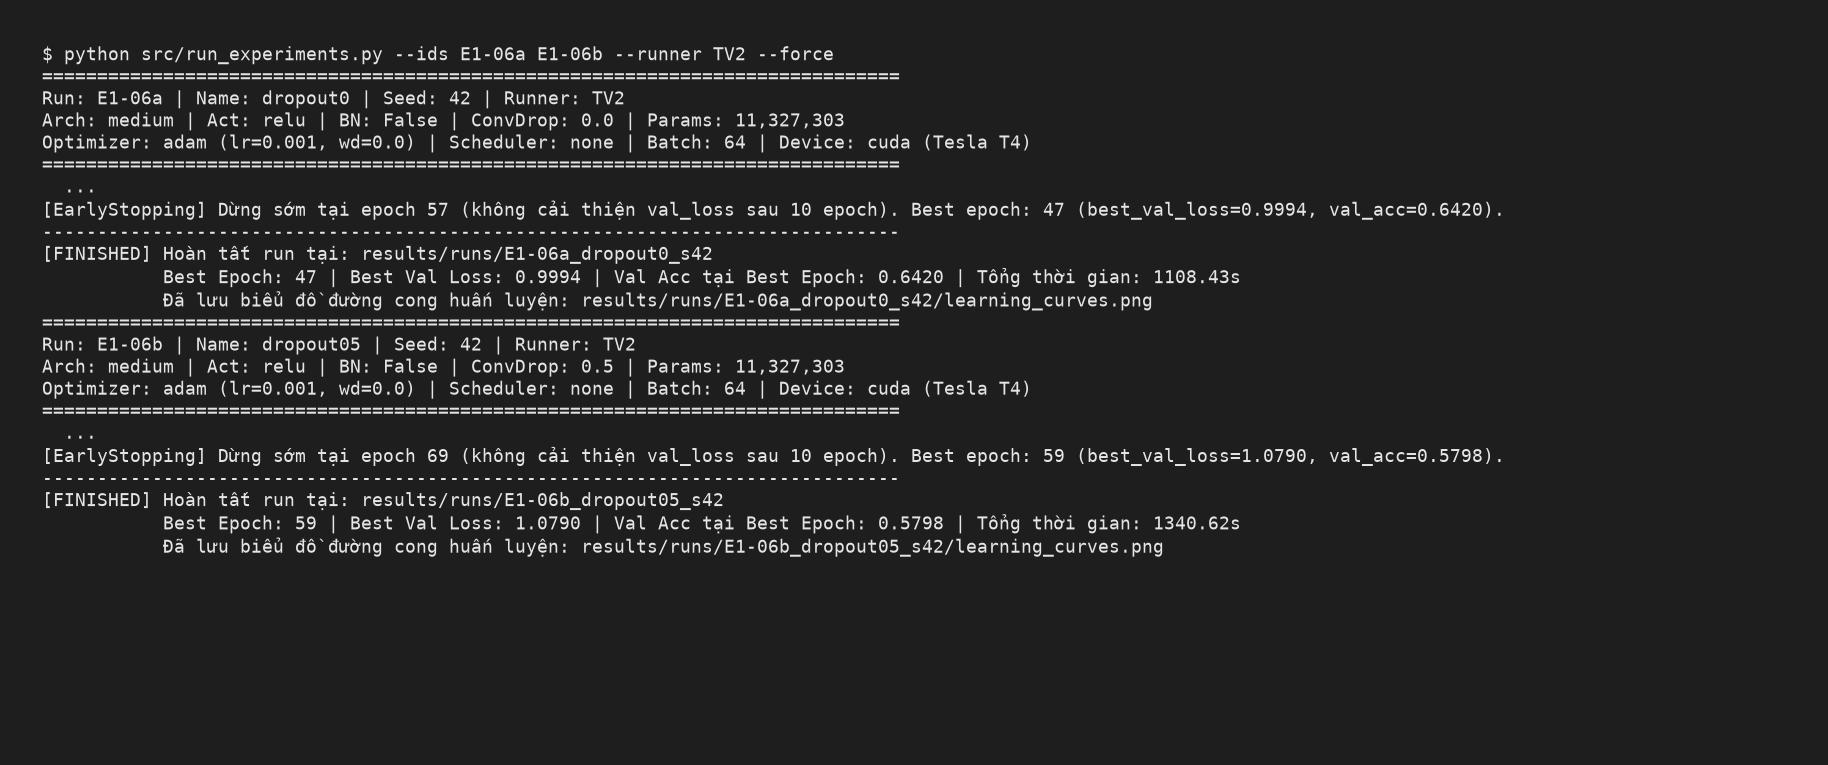 $ python src/run_experiments.py --ids E1-06a E1-06b --runner TV2 --force
==============================================================================
Run: E1-06a | Name: dropout0 | Seed: 42 | Runner: TV2
Arch: medium | Act: relu | BN: False | ConvDrop: 0.0 | Params: 11,327,303
Optimizer: adam (lr=0.001, wd=0.0) | Scheduler: none | Batch: 64 | Device: cuda (Tesla T4)
==============================================================================
  ...
[EarlyStopping] Dừng sớm tại epoch 57 (không cải thiện val_loss sau 10 epoch). Best epoch: 47 (best_val_loss=0.9994, val_acc=0.6420).
------------------------------------------------------------------------------
[FINISHED] Hoàn tất run tại: results/runs/E1-06a_dropout0_s42
           Best Epoch: 47 | Best Val Loss: 0.9994 | Val Acc tại Best Epoch: 0.6420 | Tổng thời gian: 1108.43s
           Đã lưu biểu đồ đường cong huấn luyện: results/runs/E1-06a_dropout0_s42/learning_curves.png
==============================================================================
Run: E1-06b | Name: dropout05 | Seed: 42 | Runner: TV2
Arch: medium | Act: relu | BN: False | ConvDrop: 0.5 | Params: 11,327,303
Optimizer: adam (lr=0.001, wd=0.0) | Scheduler: none | Batch: 64 | Device: cuda (Tesla T4)
==============================================================================
  ...
[EarlyStopping] Dừng sớm tại epoch 69 (không cải thiện val_loss sau 10 epoch). Best epoch: 59 (best_val_loss=1.0790, val_acc=0.5798).
------------------------------------------------------------------------------
[FINISHED] Hoàn tất run tại: results/runs/E1-06b_dropout05_s42
           Best Epoch: 59 | Best Val Loss: 1.0790 | Val Acc tại Best Epoch: 0.5798 | Tổng thời gian: 1340.62s
           Đã lưu biểu đồ đường cong huấn luyện: results/runs/E1-06b_dropout05_s42/learning_curves.png